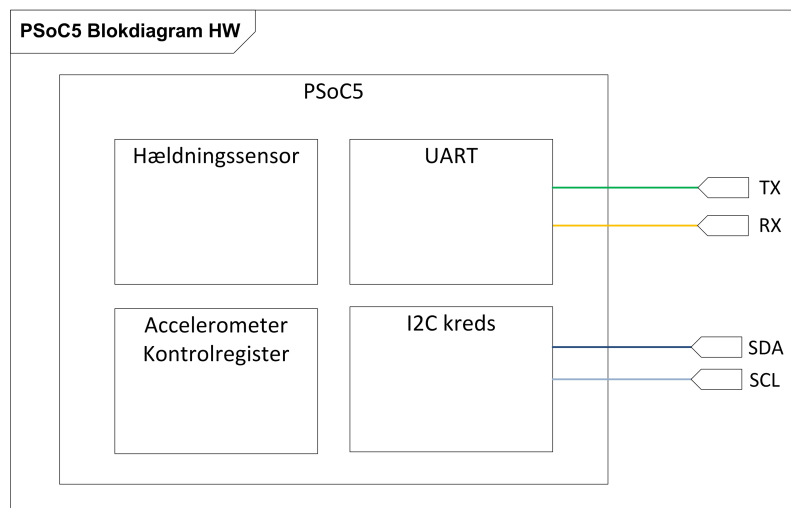 PSoC5 Blokdiagram HW
PSoC5
Hældningssensor
UART
TX
RX
Accelerometer
Kontrolregister
I2C kreds
SDA
SCL